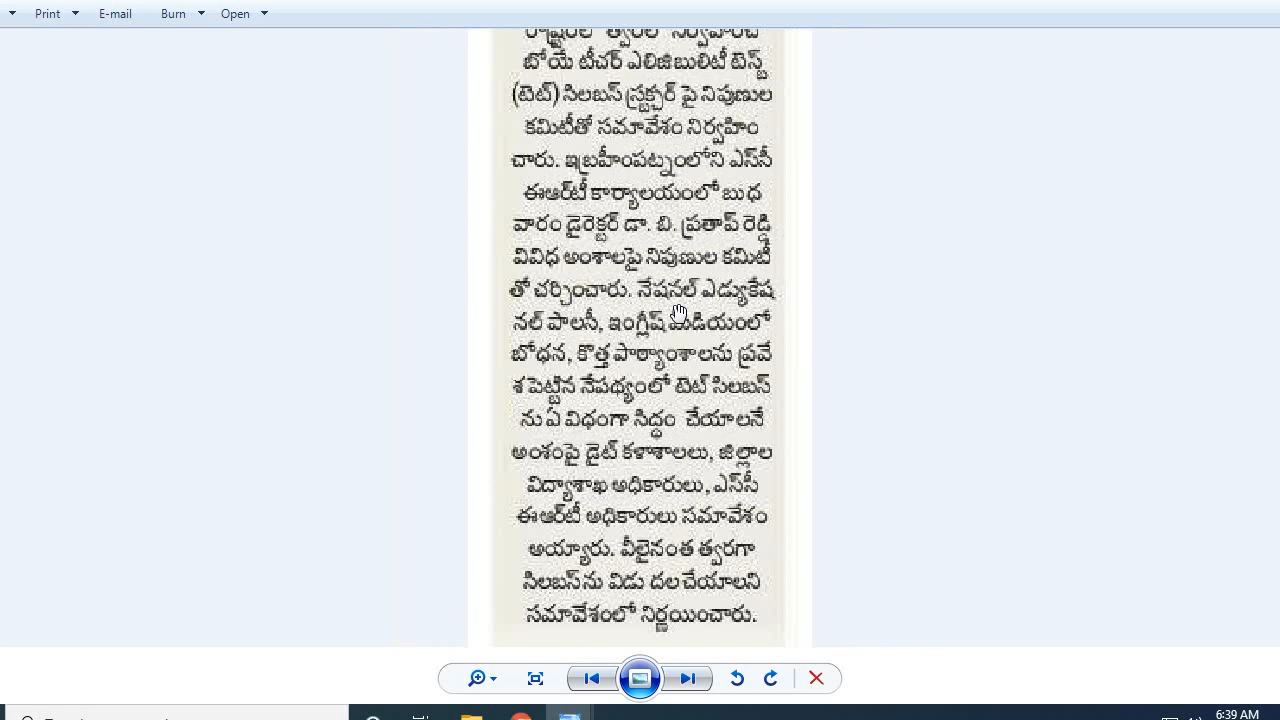 Print E-mail Burn Open
బోయే టీచర్ ఎలిజిబులిటీ టెస్ట్
(టెట్) సిలబస్ స్ట్రక్చర్ పై నిపుణుల
కమిటీతో సమావేశం నిర్వహిం
చారు. ఇబ్రహీంపట్నంలోని ఎస్‌సీ
ఈఆర్‌టీ కార్యాలయంలో బుధ
వారం డైరెక్టర్ డా. బి. ప్రతాప్ రెడ్డి
వివిధ అంశాలపై నిపుణుల కమిటీ
తో చర్చించారు. నేషనల్ ఎడ్యుకేష
నల్ పాలసీ, ఇంగ్లీష్ మీడియంలో
బోధన, కొత్త పాఠ్యాంశాలను ప్రవే
శపెట్టిన నేపథ్యంలో టెట్ సిలబస్
ను ఏ విధంగా సిద్ధం చేయాలనే
అంశంపై డైట్ కళాశాలలు, జిల్లాల
విద్యాశాఖ అధికారులు, ఎస్‌సీ
ఈఆర్‌టీ అధికారులు సమావేశం
అయ్యారు. వీలైనంత త్వరగా
సిలబస్‌ను విడు దలచేయాలని
సమావేశంలో నిర్ణయించారు.
6:39 AM